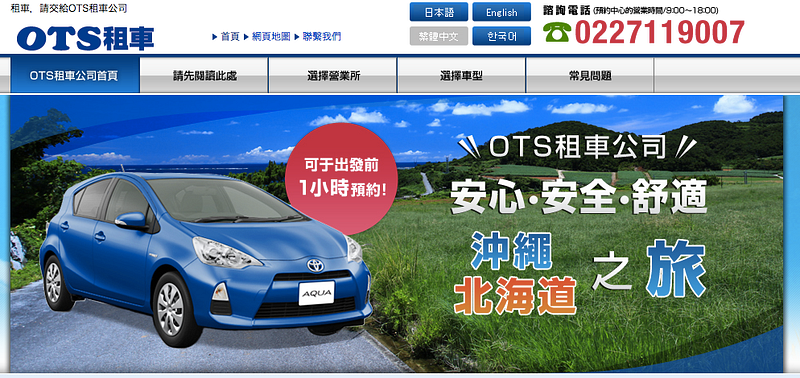 租車，請交給OTS租車公司
OTS租車
首頁 網頁地圖 聯繫我們
日本語 English
繁體中文 한국어
諮詢電話 (預約中心的營業時間/9:00～18:00)
0227119007
OTS租車公司首頁 請先閱讀此處 選擇營業所 選擇車型 常見問題
可于出發前
1小時預約!
OTS租車公司
安心・安全・舒適
沖繩
北海道
之旅
AQUA